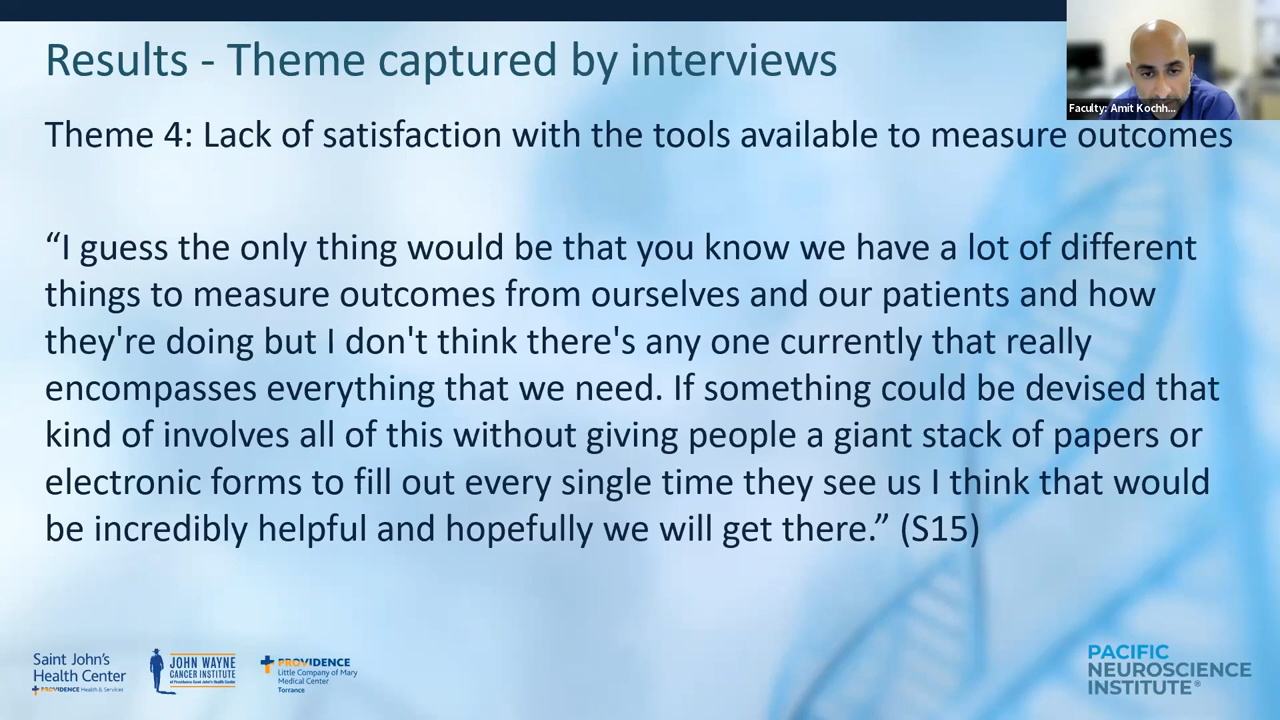 Results - Theme captured by interviews
Faculty: Amit Kochh...
Theme 4: Lack of satisfaction with the tools available to measure outcomes
“I guess the only thing would be that you know we have a lot of different
things to measure outcomes from ourselves and our patients and how
they're doing but I don't think there's any one currently that really
encompasses everything that we need. If something could be devised that
kind of involves all of this without giving people a giant stack of papers or
electronic forms to fill out every single time they see us I think that would
be incredibly helpful and hopefully we will get there.” (S15)
Saint John's
Health Center
PROVIDENCE Health & Services
JOHN WAYNE
CANCER INSTITUTE
at Providence Saint John's Health Center
PROVIDENCE
Little Company of Mary
Medical Center
Torrance
PACIFIC
NEUROSCIENCE
INSTITUTE®